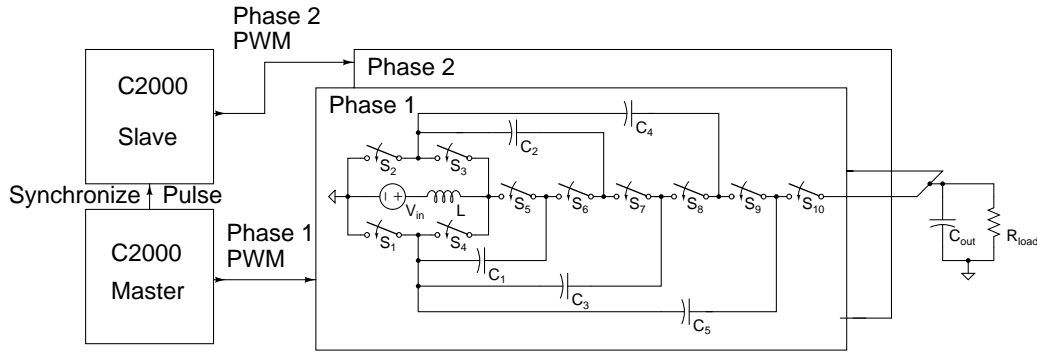 Phase 2
PWM
C2000
Slave
Phase 2
Phase 1
C4
C2
S2
S3
Synchronize Pulse
Vin
L
S5
S6
S7
S8
S9
S10
S1
S4
C2000
Master
Phase 1
PWM
C1
C3
C5
Cout
Rload